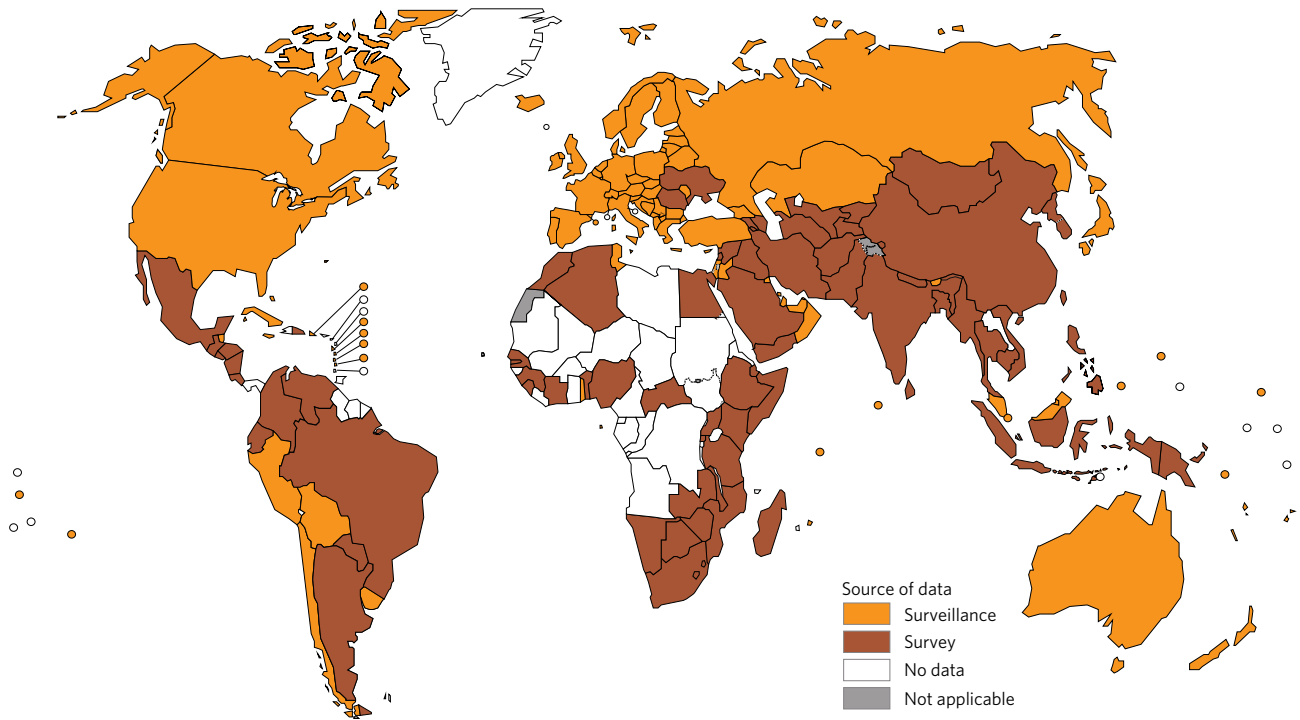 Source of data
Surveillance
Survey
No data
Not applicable